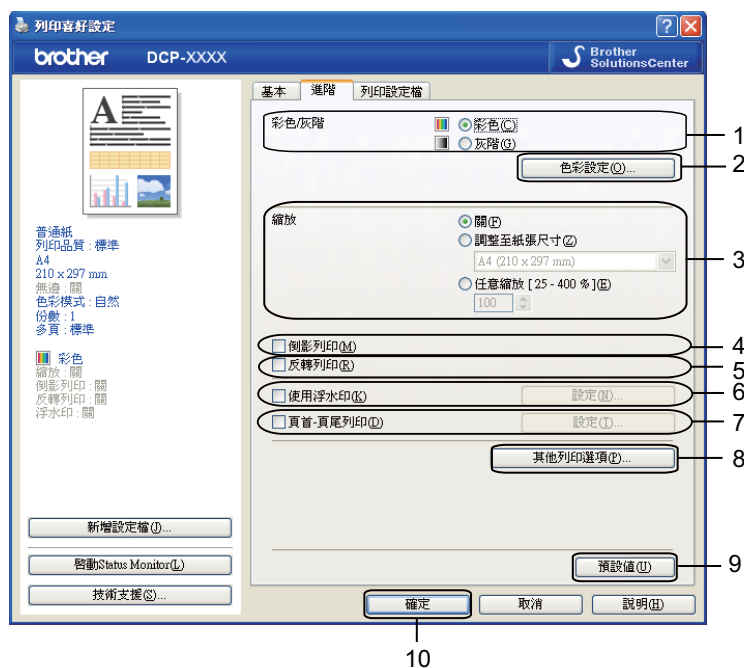 列印喜好設定
brother DCP-XXXX
Brother
SolutionsCenter
基本 進階 列印設定檔
A
彩色/灰階
彩色(C)
灰階(G)
1
色彩設定(O)...
2
縮放
關(F)
調整至紙張尺寸(Z)
A4 (210 x 297 mm)
任意縮放 [ 25 - 400 % ](E)
100
3
倒影列印(M)
4
反轉列印(R)
5
使用浮水印(K) 設定(N)...
6
頁首-頁尾列印(D) 設定(I)...
7
其他列印選項(P)...
8
預設值(U)
9
普通紙
列印品質 : 標準
A4
210 x 297 mm
無邊 : 關
色彩模式 : 自然
份數 : 1
多頁 : 標準
彩色
縮放 : 關
倒影列印 : 關
反轉列印 : 關
浮水印 : 關
新增設定檔(J)...
啓動Status Monitor(L)
技術支援(S)...
確定 取消 說明(H)
10